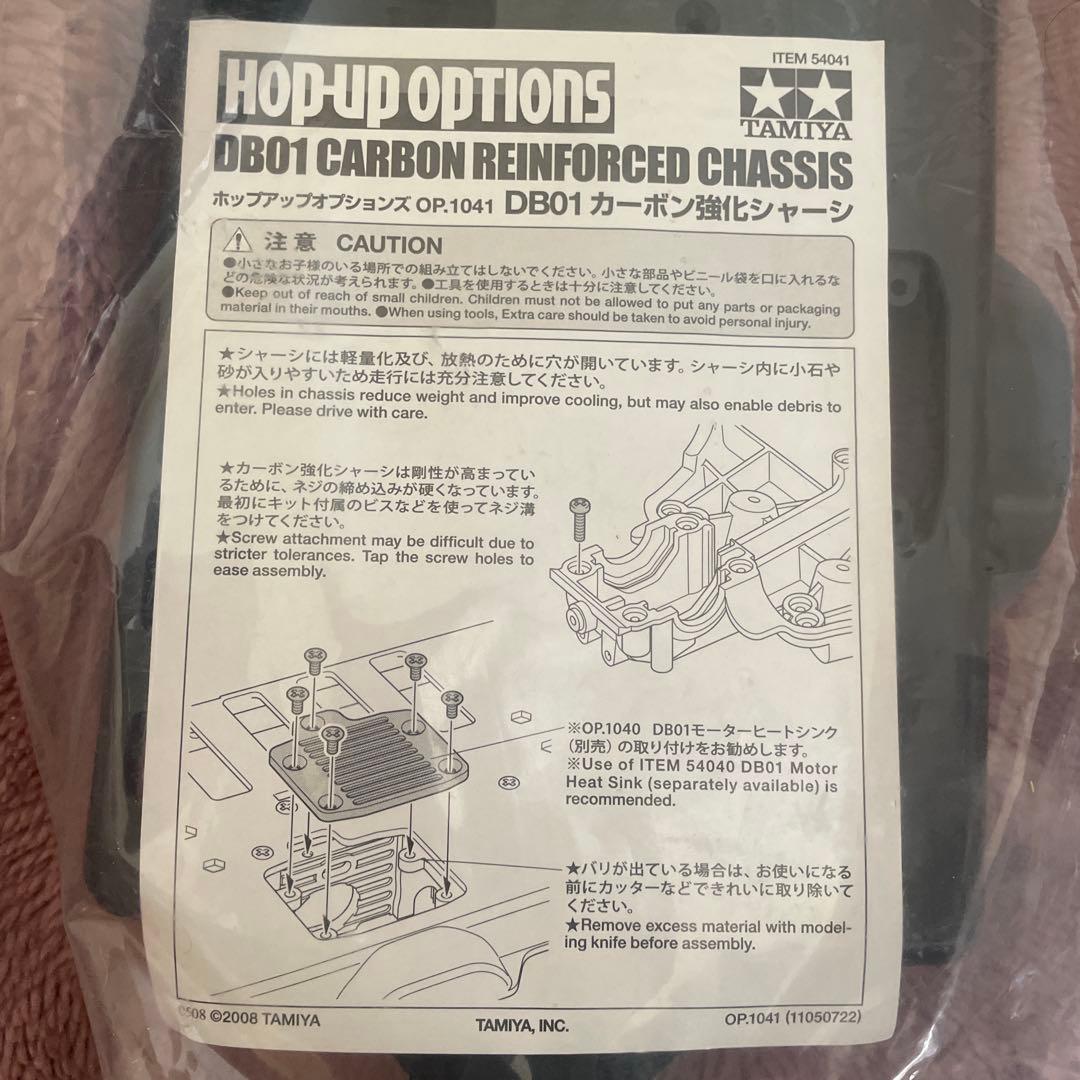 ITEM 54041
HOP-UP OPTIONS
TAMIYA
DB01 CARBON REINFORCED CHASSIS
ホップアップオプションズ OP.1041 DB01カーボン強化シャーシ
注意 CAUTION
●小さなお子様のいる場所での組み立てはしないでください。小さな部品やビニール袋を口に入れるな
どの危険な状況が考えられます。●工具を使用するときは十分に注意してください。
●Keep out of reach of small children. Children must not be allowed to put any parts or packaging
material in their mouths. ●When using tools, Extra care should be taken to avoid personal injury.
★シャーシには軽量化及び、放熱のために穴が開いています。シャーシ内に小石や
砂が入りやすいため走行には充分注意してください。
★Holes in chassis reduce weight and improve cooling, but may also enable debris to
enter. Please drive with care.
★カーボン強化シャーシは剛性が高まってい
るために、ネジの締め込みが硬くなっています。
最初にキット付属のビスなどを使ってネジ溝
をつけてください。
★Screw attachment may be difficult due to
stricter tolerances. Tap the screw holes to
ease assembly.
※OP.1040 DB01モーターヒートシンク
（別売）の取り付けをお勧めします。
※Use of ITEM 54040 DB01 Motor
Heat Sink (separately available) is
recommended.
★バリが出ている場合は、お使いになる
前にカッターなどできれいに取り除いて
ください。
★Remove excess material with model-
ing knife before assembly.
©2008 TAMIYA
TAMIYA, INC.
OP.1041 (11050722)